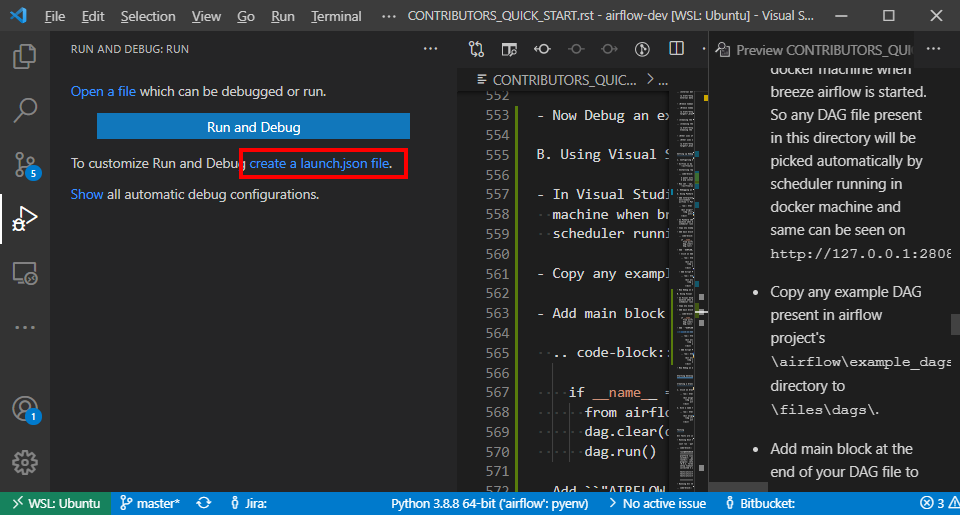 File Edit Selection View Go Run Terminal ... CONTRIBUTORS_QUICK_START.rst - airflow-dev [WSL: Ubuntu] - Visual S...
RUN AND DEBUG: RUN
Open a file which can be debugged or run.
Run and Debug
To customize Run and Debug create a launch.json file.
Show all automatic debug configurations.
5
1
CONTRIBUTORS_QUIC... > ...
552
553 - Now Debug an ex
554
555 B. Using Visual S
556
557 - In Visual Studi
558 machine when br
559 scheduler runni
560
561 - Copy any exampl
562
563 - Add main block
564
565 .. code-block::
566
567 if __name__ =
568 from airflo
569 dag.clear(
570 dag.run()
571
572 Add ``"AIRFLOW
Preview CONTRIBUTORS_QUI
docker machine when
breeze airflow is started.
So any DAG file present
in this directory will be
picked automatically by
scheduler running in
docker machine and
same can be seen on
http://127.0.0.1:2808
• Copy any example DAG
present in airflow
project's
\airflow\example_dags
directory to
\files\dags\.
• Add main block at the
end of your DAG file to
WSL: Ubuntu master* Jira: Python 3.8.8 64-bit ('airflow': pyenv) > No active issue Bitbucket: 3